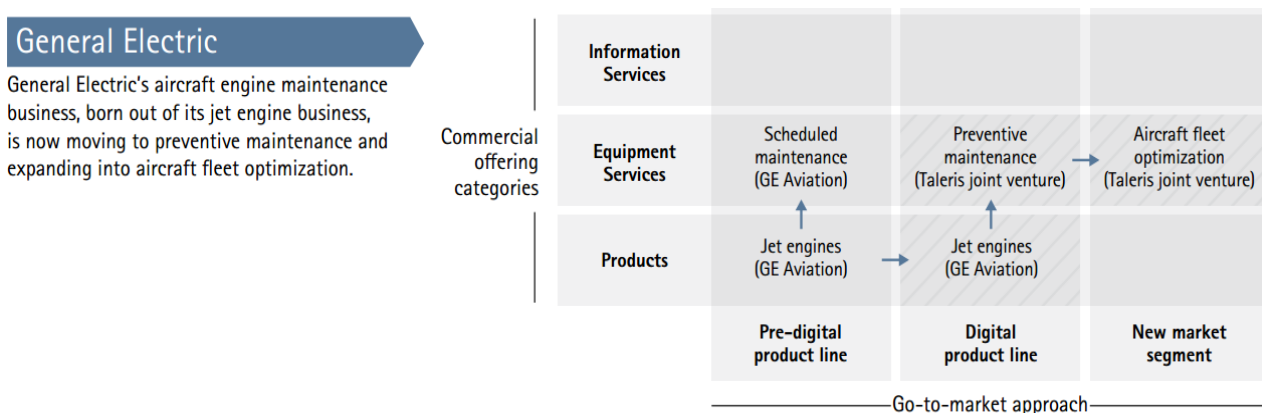 General Electric
General Electric's aircraft engine maintenance
business, born out of its jet engine business,
is now moving to preventive maintenance and
expanding into aircraft fleet optimization.
Commercial
offering
categories
Information
Services
Equipment
Services
Scheduled
maintenance
(GE Aviation)
Preventive
maintenance
(Taleris joint venture)
Aircraft fleet
optimization
(Taleris joint venture)
Products
Jet engines
(GE Aviation)
Jet engines
(GE Aviation)
Pre-digital
product line
Digital
product line
New market
segment
Go-to-market approach